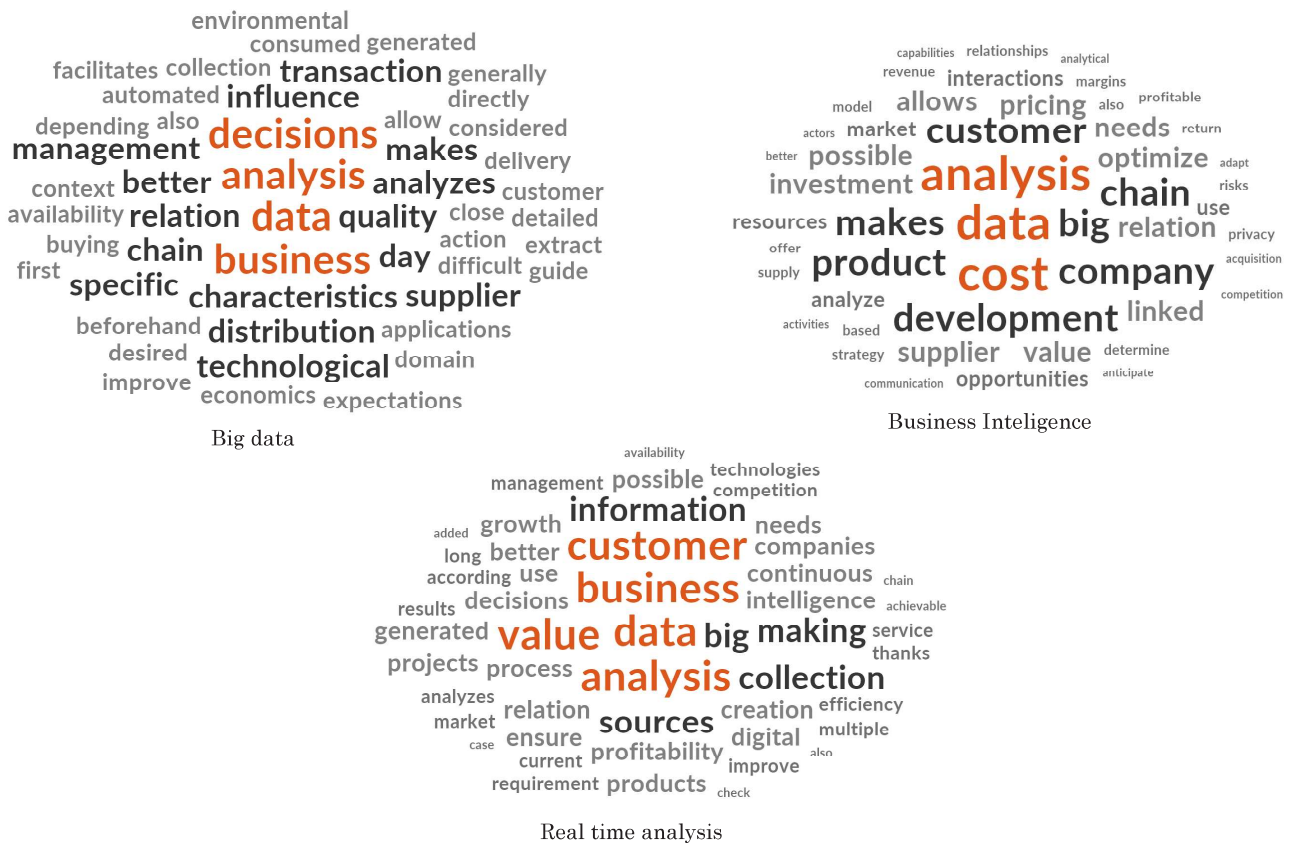 environmental
consumed generated
facilitates collection transaction generally
automated influence directly
depending also decisions allow considered
management makes delivery
context better analysis analyzes customer
availability relation data quality close detailed
buying chain business day action extract
first difficult guide
specific characteristics supplier
beforehand distribution applications
desired technological domain
improve economics expectations
Big data
capabilities relationships analytical
revenue interactions margins
model allows pricing also profitable
actors market customer needs return
better possible analysis optimize adapt
investment chain risks
resources makes data big relation use privacy
offer product cost company acquisition
supply competition
analyze development linked
activities based
strategy supplier value determine
communication opportunities anticipate
Business Inteligence
availability
management possible technologies
competition
information
added growth customer needs
long better companies
according use business continuous chain
results decisions intelligence achievable
generated value data big making service
thanks
projects process analysis collection
analyzes relation sources creation efficiency
market multiple
case ensure profitability digital also
current improve
requirement products check
Real time analysis